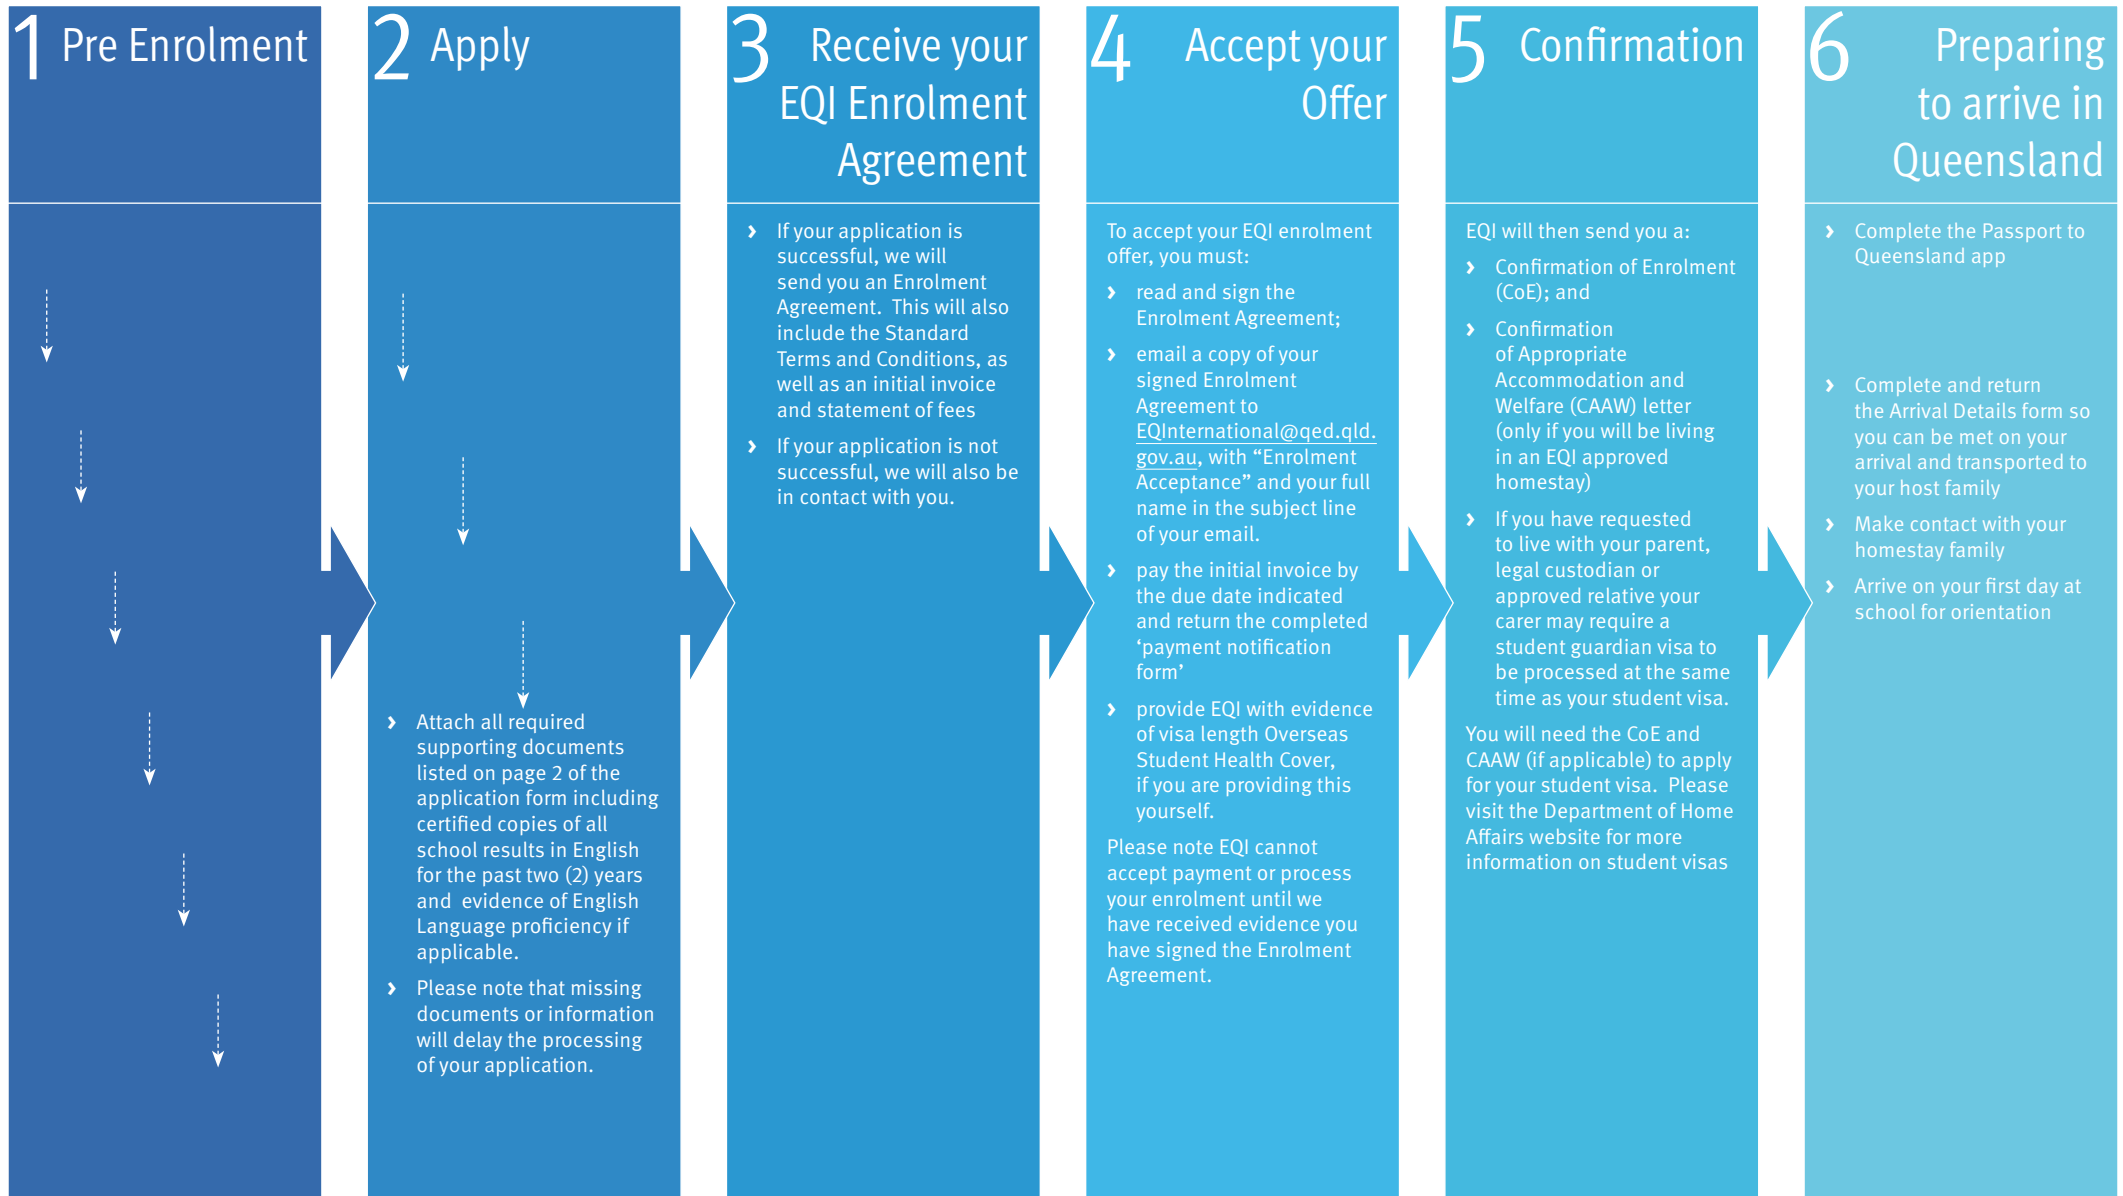 1 Pre Enrolment
2 Apply
› Attach all required
supporting documents
listed on page 2 of the
application form including
certified copies of all
school results in English
for the past two (2) years
and  evidence of English
Language proficiency if
applicable.
› Please note that missing
documents or information
will delay the processing
of your application.
3 Receive your
EQI Enrolment
Agreement
› If your application is
successful, we will
send you an Enrolment
Agreement.  This will also
include the Standard
Terms and Conditions, as
well as an initial invoice
and statement of fees
› If your application is not
successful, we will also be
in contact with you.
4 Accept your
Offer
To accept your EQI enrolment
offer, you must:
› read and sign the
Enrolment Agreement;
› email a copy of your
signed Enrolment
Agreement to
EQInternational@qed.qld.
gov.au, with “Enrolment
Acceptance” and your full
name in the subject line
of your email.
› pay the initial invoice by
the due date indicated
and return the completed
‘payment notification
form’
› provide EQI with evidence
of visa length Overseas
Student Health Cover,
if you are providing this
yourself.
Please note EQI cannot
accept payment or process
your enrolment until we
have received evidence you
have signed the Enrolment
Agreement.
5 Confirmation
EQI will then send you a:
› Confirmation of Enrolment
(CoE); and
› Confirmation
of Appropriate
Accommodation and
Welfare (CAAW) letter
(only if you will be living
in an EQI approved
homestay)
› If you have requested
to live with your parent,
legal custodian or
approved relative your
carer may require a
student guardian visa to
be processed at the same
time as your student visa.
You will need the CoE and
CAAW (if applicable) to apply
for your student visa.  Please
visit the Department of Home
Affairs website for more
information on student visas
6 Preparing
to arrive in
Queensland
› Complete the Passport to
Queensland app
› Complete and return
the Arrival Details form so
you can be met on your
arrival and transported to
your host family
› Make contact with your
homestay family
› Arrive on your first day at
school for orientation